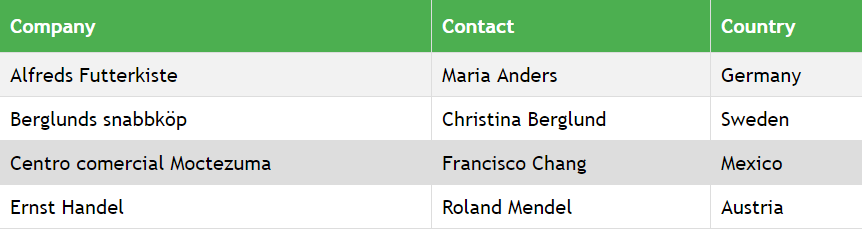 Company Contact Country
Alfreds Futterkiste Maria Anders Germany
Berglunds snabbköp Christina Berglund Sweden
Centro comercial Moctezuma Francisco Chang Mexico
Ernst Handel Roland Mendel Austria